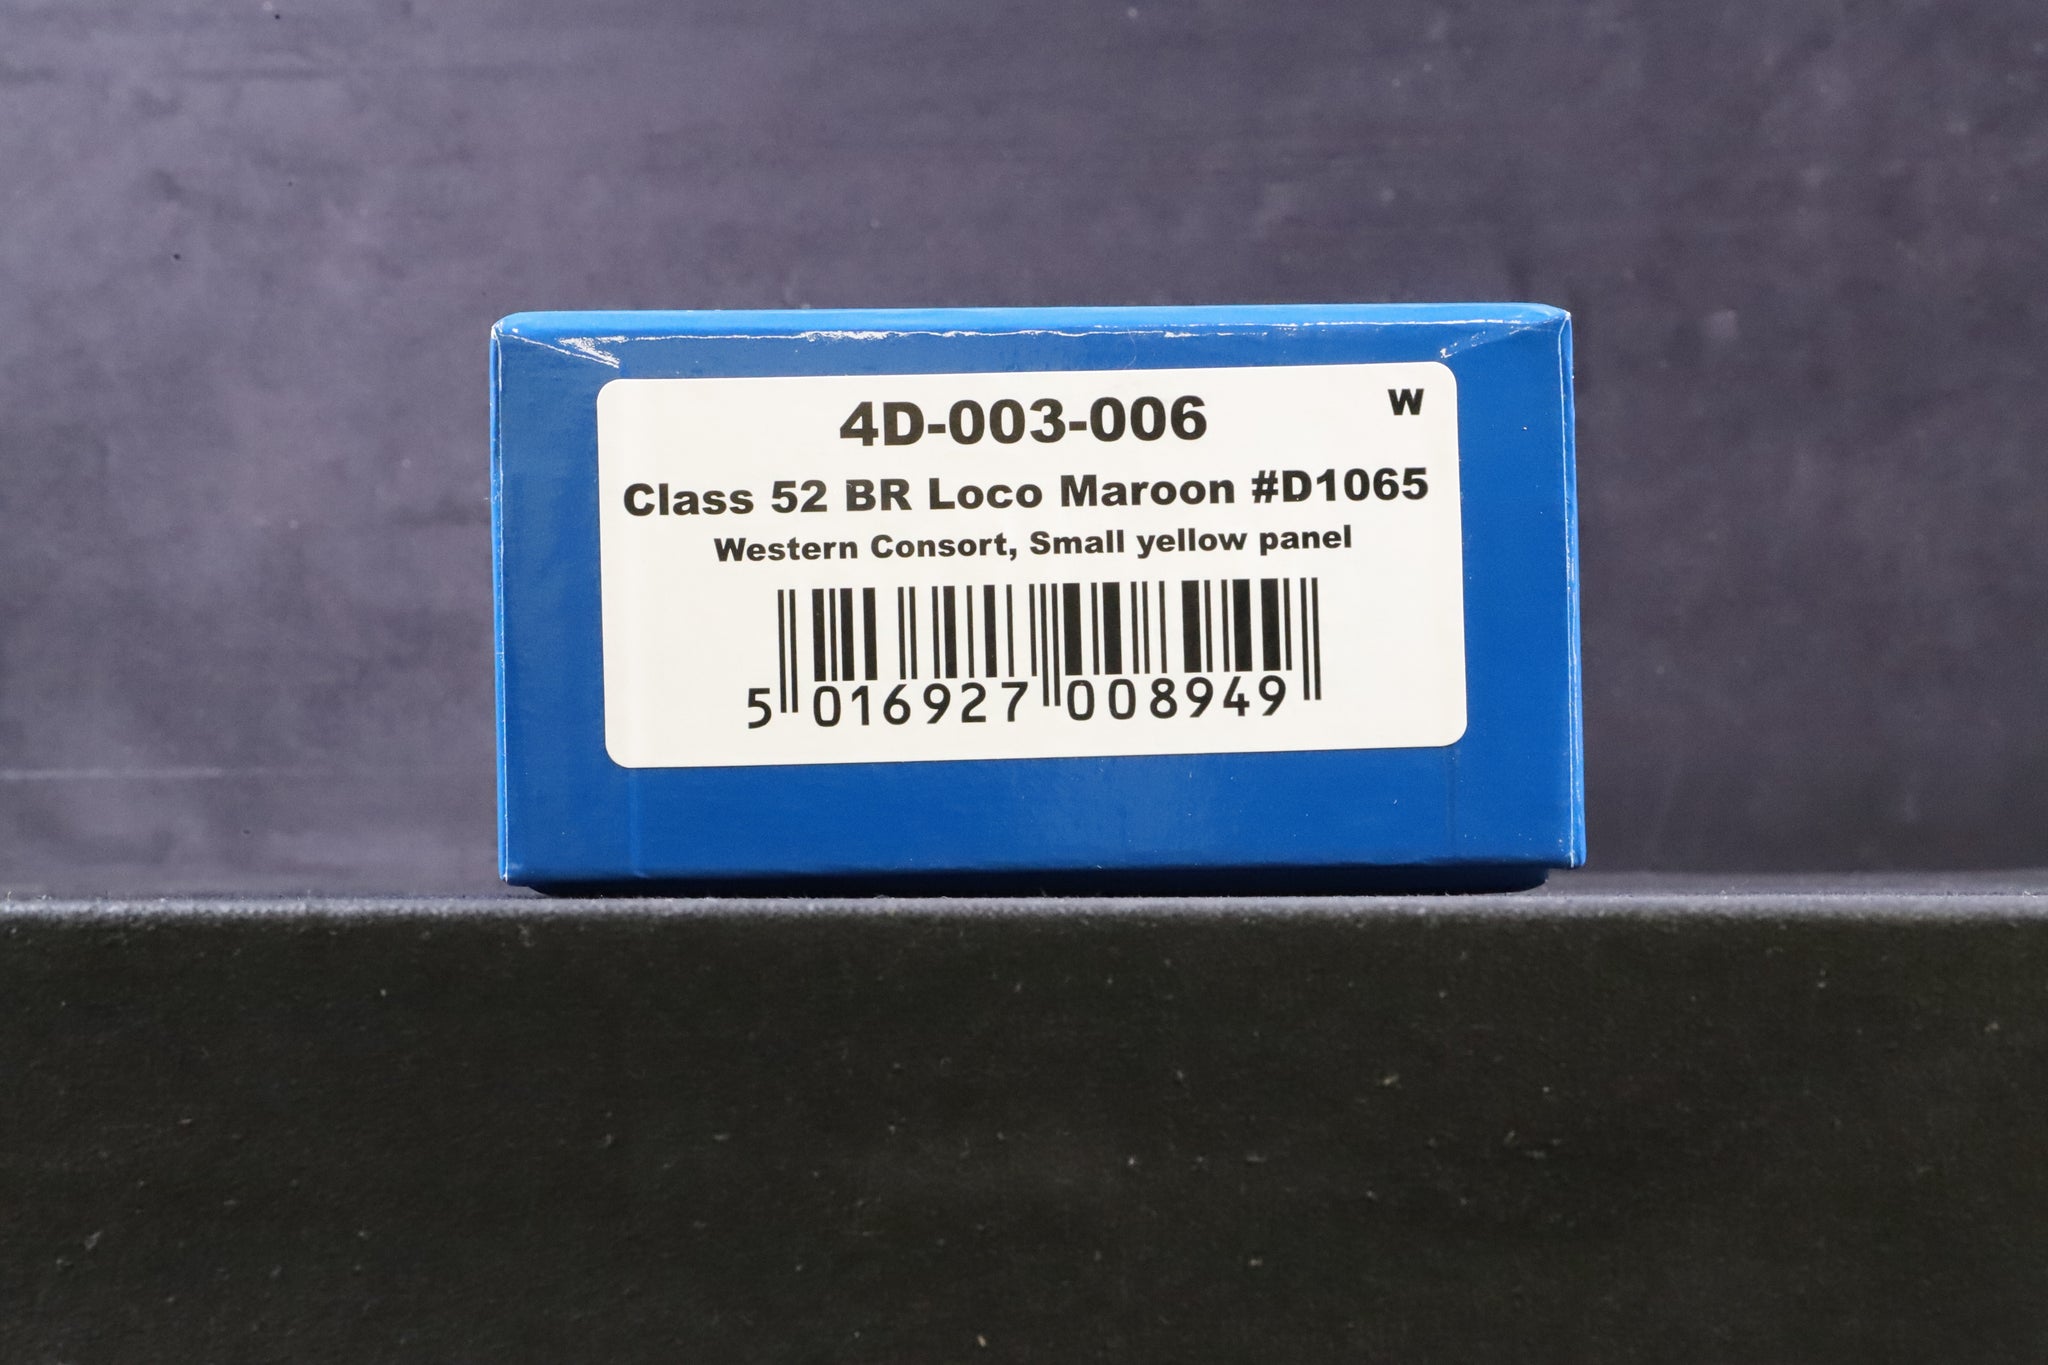 4D-003-006 W
Class 52 BR Loco Maroon #D1065
Western Consort, Small yellow panel
5 016927 008949